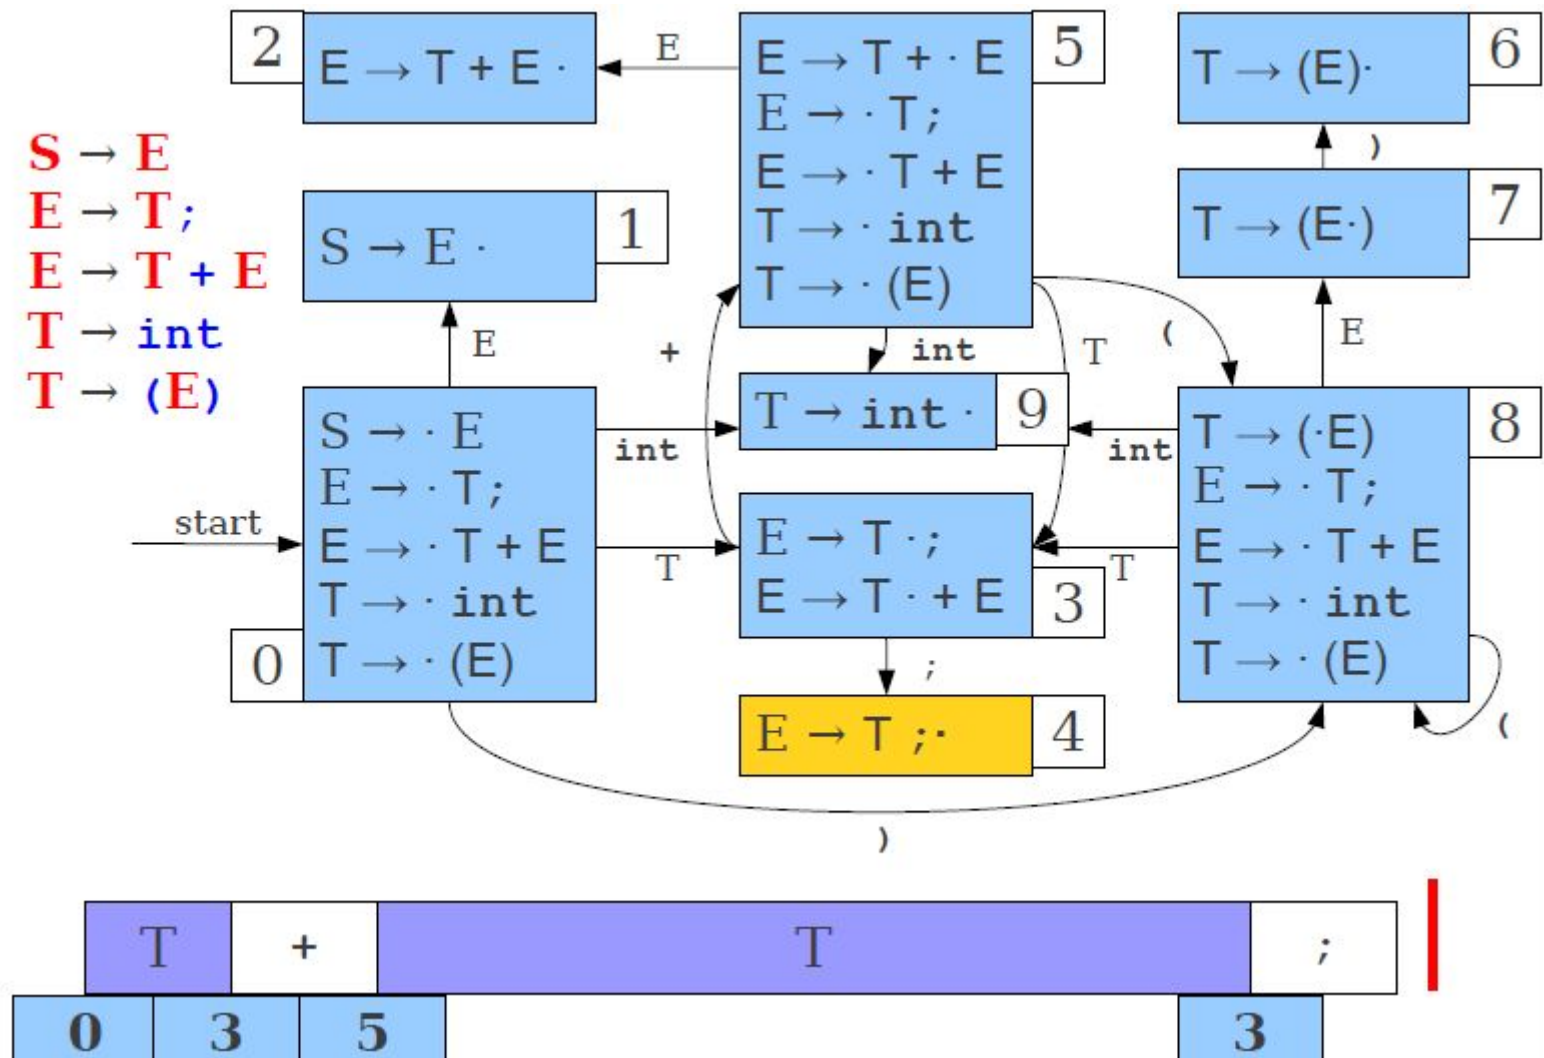 S → E
E → T ;
E → T + E
T → int
T → (E)
2
E → T + E ·
E
5
E → T + · E
E → · T ;
E → · T + E
T → · int
T → · (E)
6
T → (E)·
)
7
T → (E·)
1
S → E ·
E
+
int
T
(
E
0
S → · E
E → · T ;
E → · T + E
T → · int
T → · (E)
start
int
T
9
T → int ·
int
T
8
T → (·E)
E → · T ;
E → · T + E
T → · int
T → · (E)
(
3
E → T · ;
E → T · + E
;
4
E → T ; ·
)
T + T ;
0 3 5 3